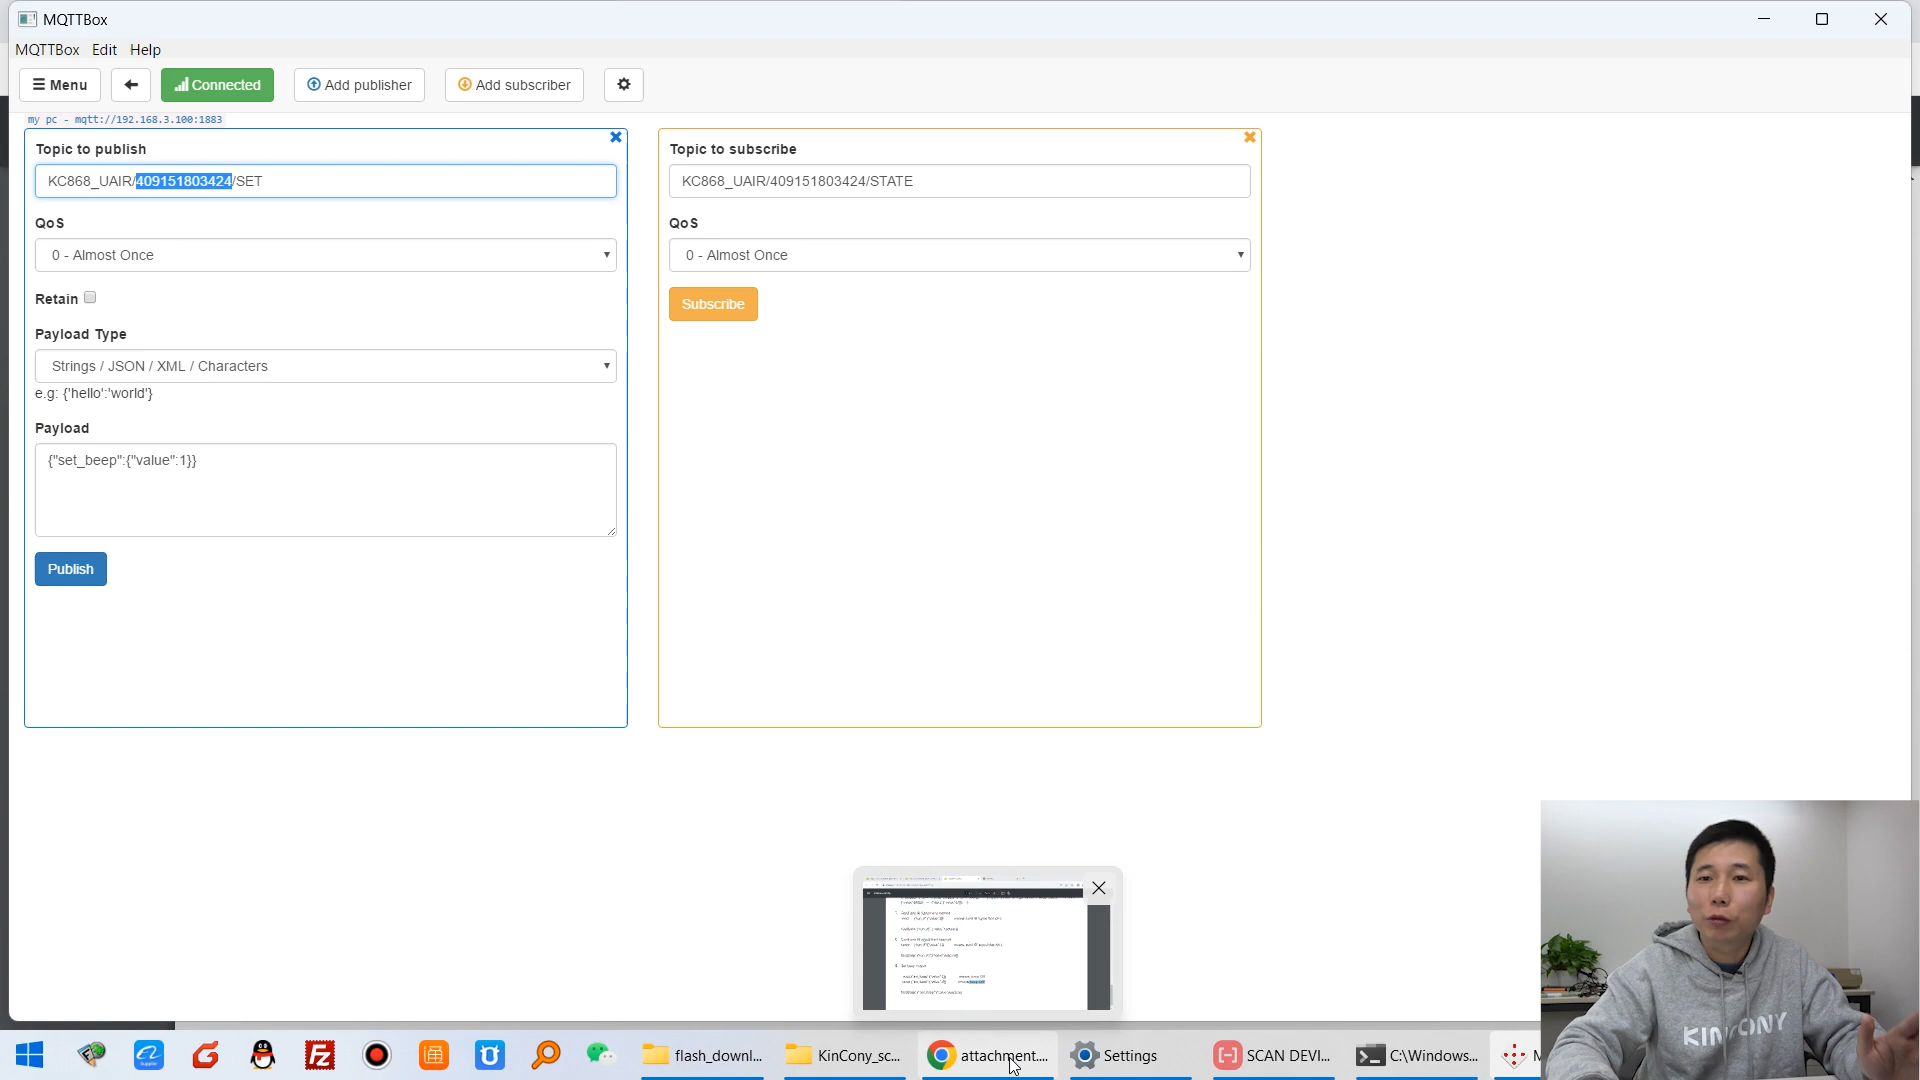 MQTTBox
MQTTBox Edit Help
Menu
Connected
Add publisher
Add subscriber
my pc - mqtt://192.168.3.100:1883
Topic to publish
KC868_UAIR/409151803424/SET
QoS
0 - Almost Once
Retain
Payload Type
Strings / JSON / XML / Characters
e.g: {'hello':'world'}
Payload
{"set_beep":{"value":1}}
Publish
Topic to subscribe
KC868_UAIR/409151803424/STATE
QoS
0 - Almost Once
Subscribe
KINCONY
flash_downl...
KinCony_sc...
attachment....
Settings
SCAN DEVI...
C:\Windows...
M